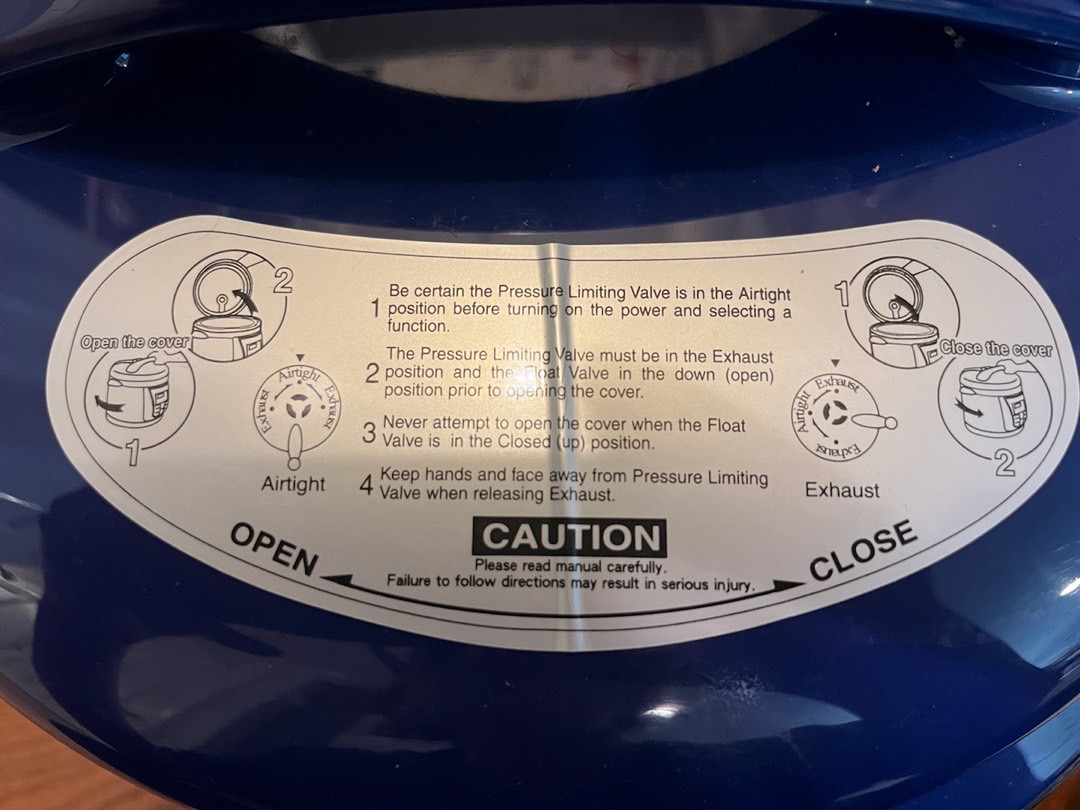 2
Open the cover
1
Airtight
Exhaust
Exhaust
Airtight
OPEN
1 Be certain the Pressure Limiting Valve is in the Airtight
position before turning on the power and selecting a
function.
2 The Pressure Limiting Valve must be in the Exhaust
position and the Float Valve in the down (open)
position prior to opening the cover.
3 Never attempt to open the cover when the Float
Valve is in the Closed (up) position.
4 Keep hands and face away from Pressure Limiting
Valve when releasing Exhaust.
CAUTION
Please read manual carefully.
Failure to follow directions may result in serious injury.
1
Close the cover
2
Exhaust
Airtight
Exhaust
Exhaust
CLOSE